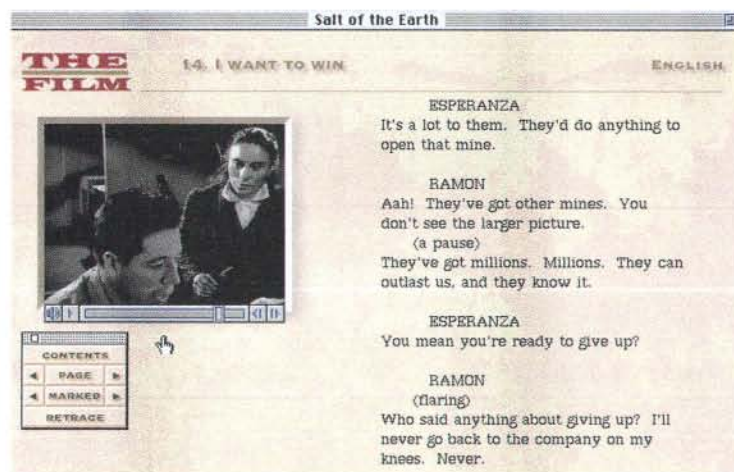 Salt of the Earth
THE
FILM
14. I WANT TO WIN
ENGLISH
ESPERANZA
It's a lot to them. They'd do anything to
open that mine.
RAMON
Aah! They've got other mines. You
don't see the larger picture.
(a pause)
They've got millions. Millions. They can
outlast us, and they know it.
ESPERANZA
You mean you're ready to give up?
RAMON
(flaring)
Who said anything about giving up? I'll
never go back to the company on my
knees. Never.
CONTENTS
PAGE
MARKER
RETRACE